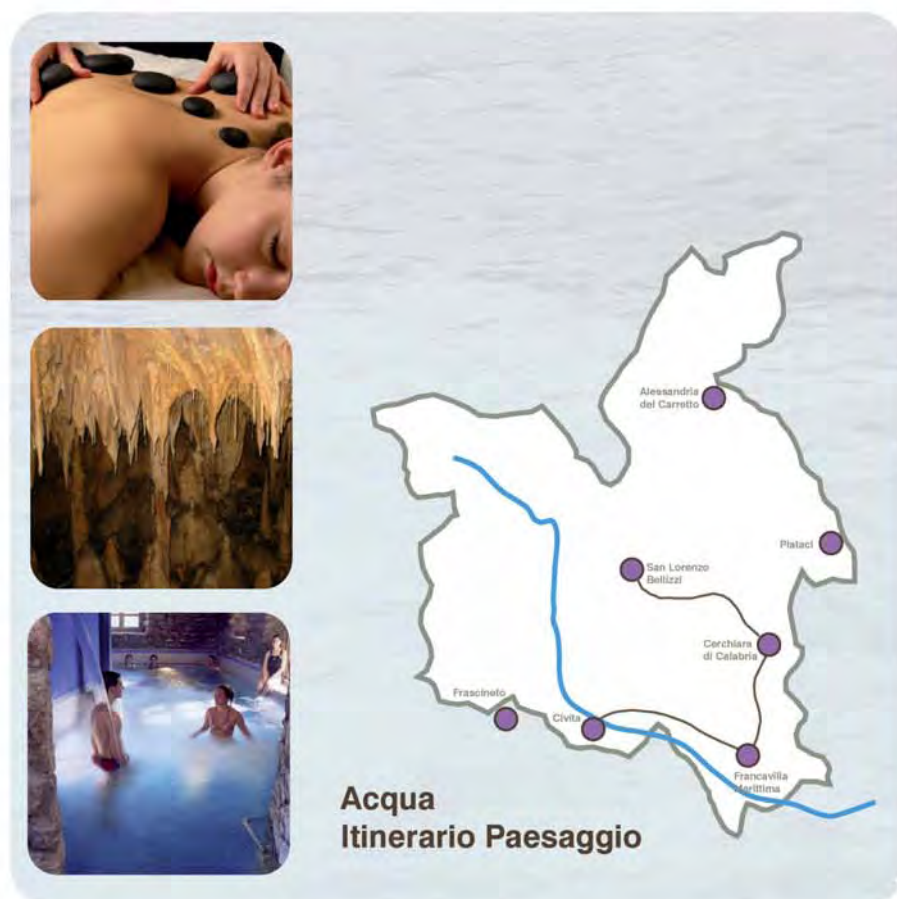 Alessandria
del Carretto
Plataci
San Lorenzo
Bellizzi
Cerchiara
di Calabria
Frascineto
Civita
Francavilla
Marittima
Acqua
Itinerario Paesaggio